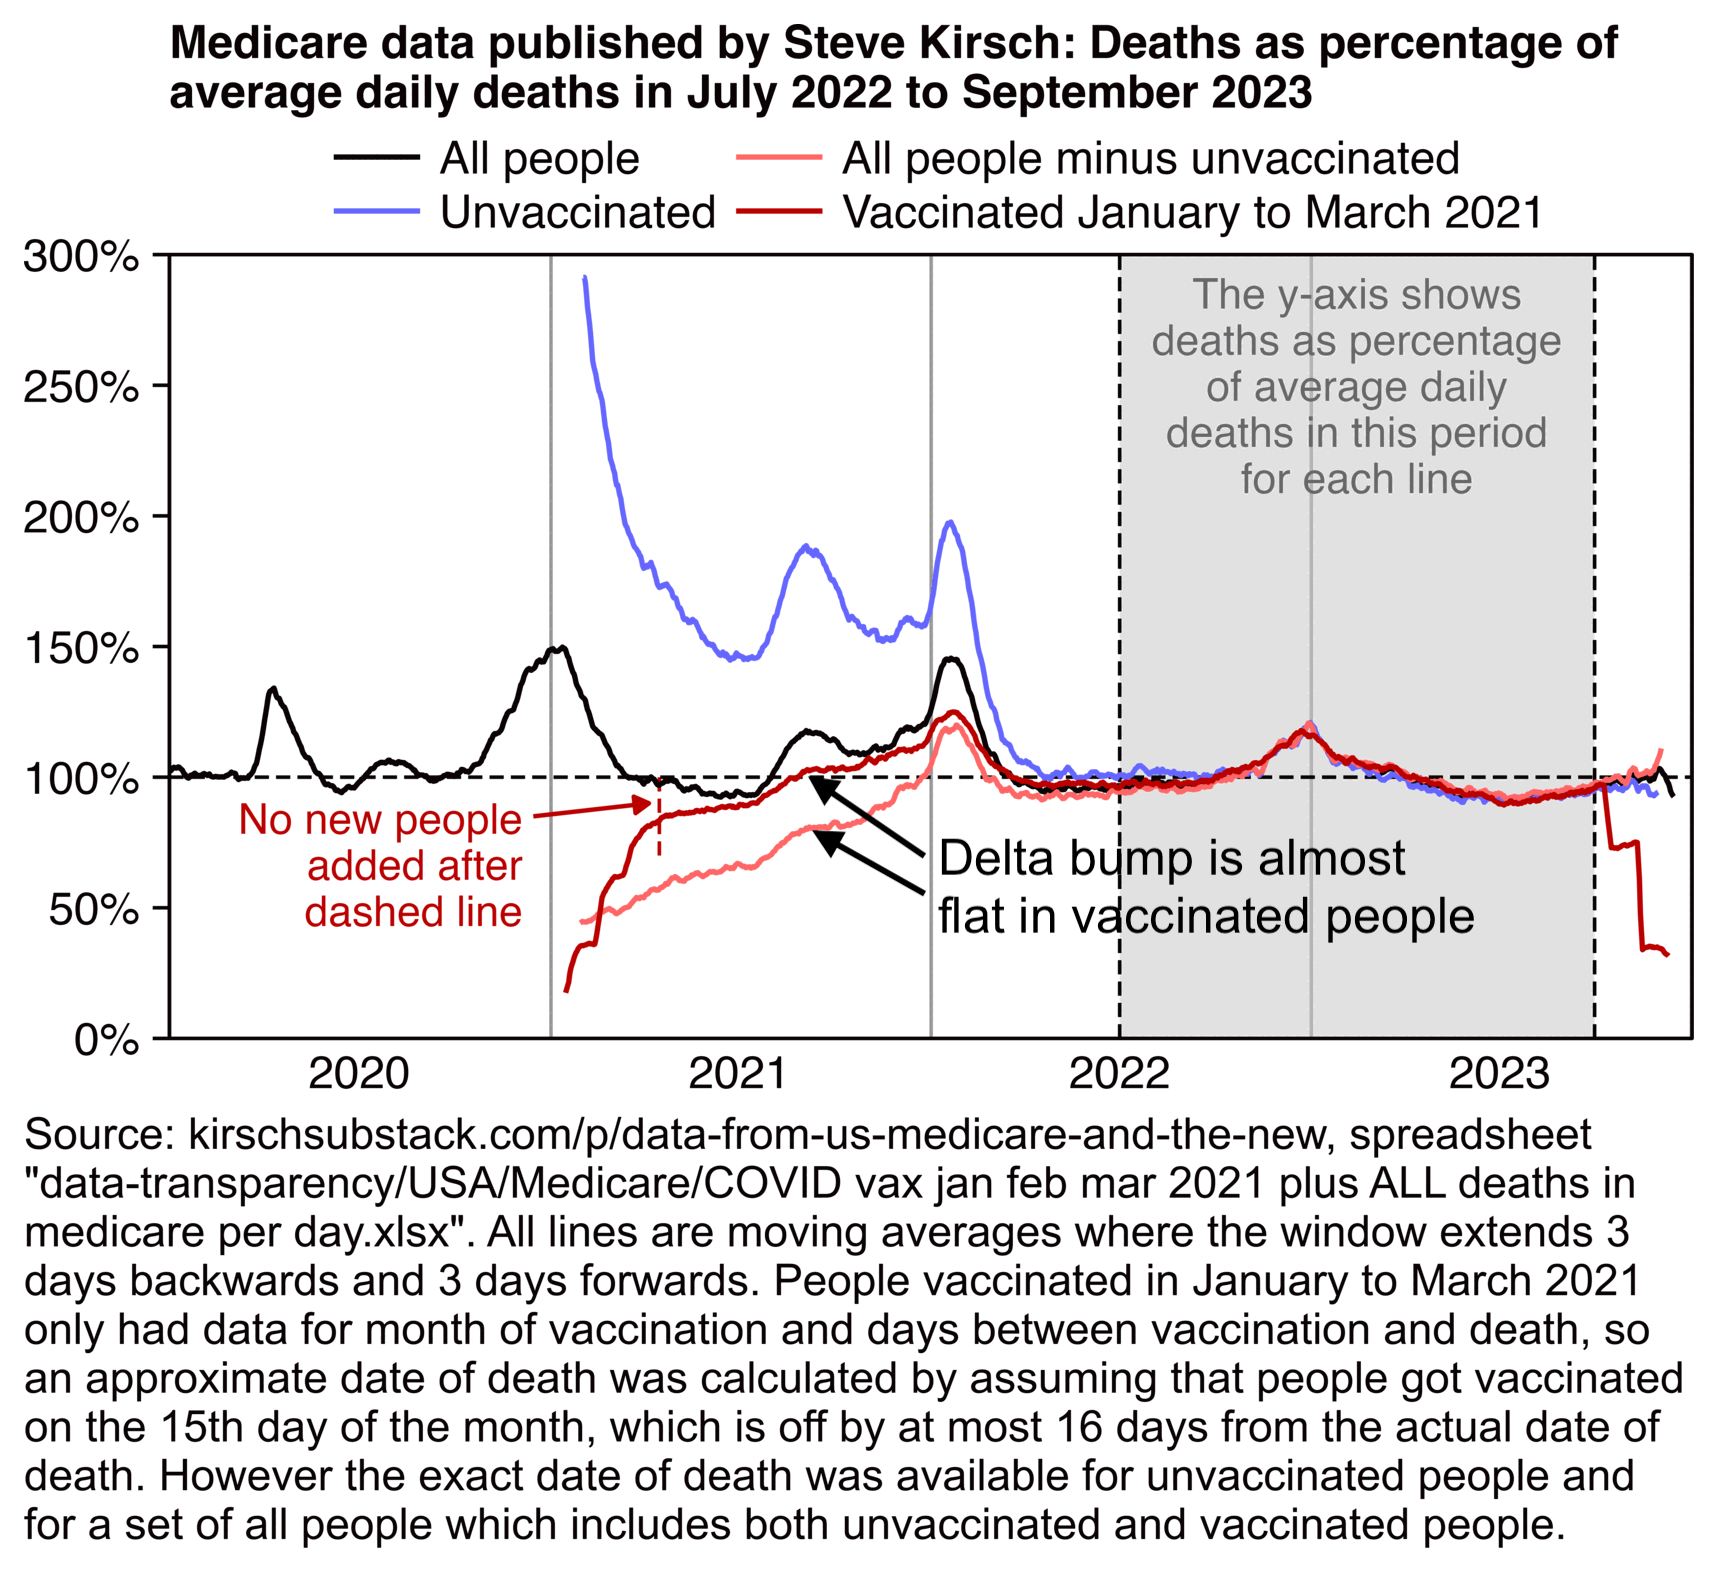 Medicare data published by Steve Kirsch: Deaths as percentage of
average daily deaths in July 2022 to September 2023
All people
All people minus unvaccinated
Unvaccinated
Vaccinated January to March 2021
300%
250%
200%
150%
100%
50%
0%
The y-axis shows
deaths as percentage
of average daily
deaths in this period
for each line
No new people
added after
dashed line
Delta bump is almost
flat in vaccinated people
2020
2021
2022
2023
Source: kirschsubstack.com/p/data-from-us-medicare-and-the-new, spreadsheet
"data-transparency/USA/Medicare/COVID vax jan feb mar 2021 plus ALL deaths in
medicare per day.xlsx". All lines are moving averages where the window extends 3
days backwards and 3 days forwards. People vaccinated in January to March 2021
only had data for month of vaccination and days between vaccination and death, so
an approximate date of death was calculated by assuming that people got vaccinated
on the 15th day of the month, which is off by at most 16 days from the actual date of
death. However the exact date of death was available for unvaccinated people and
for a set of all people which includes both unvaccinated and vaccinated people.